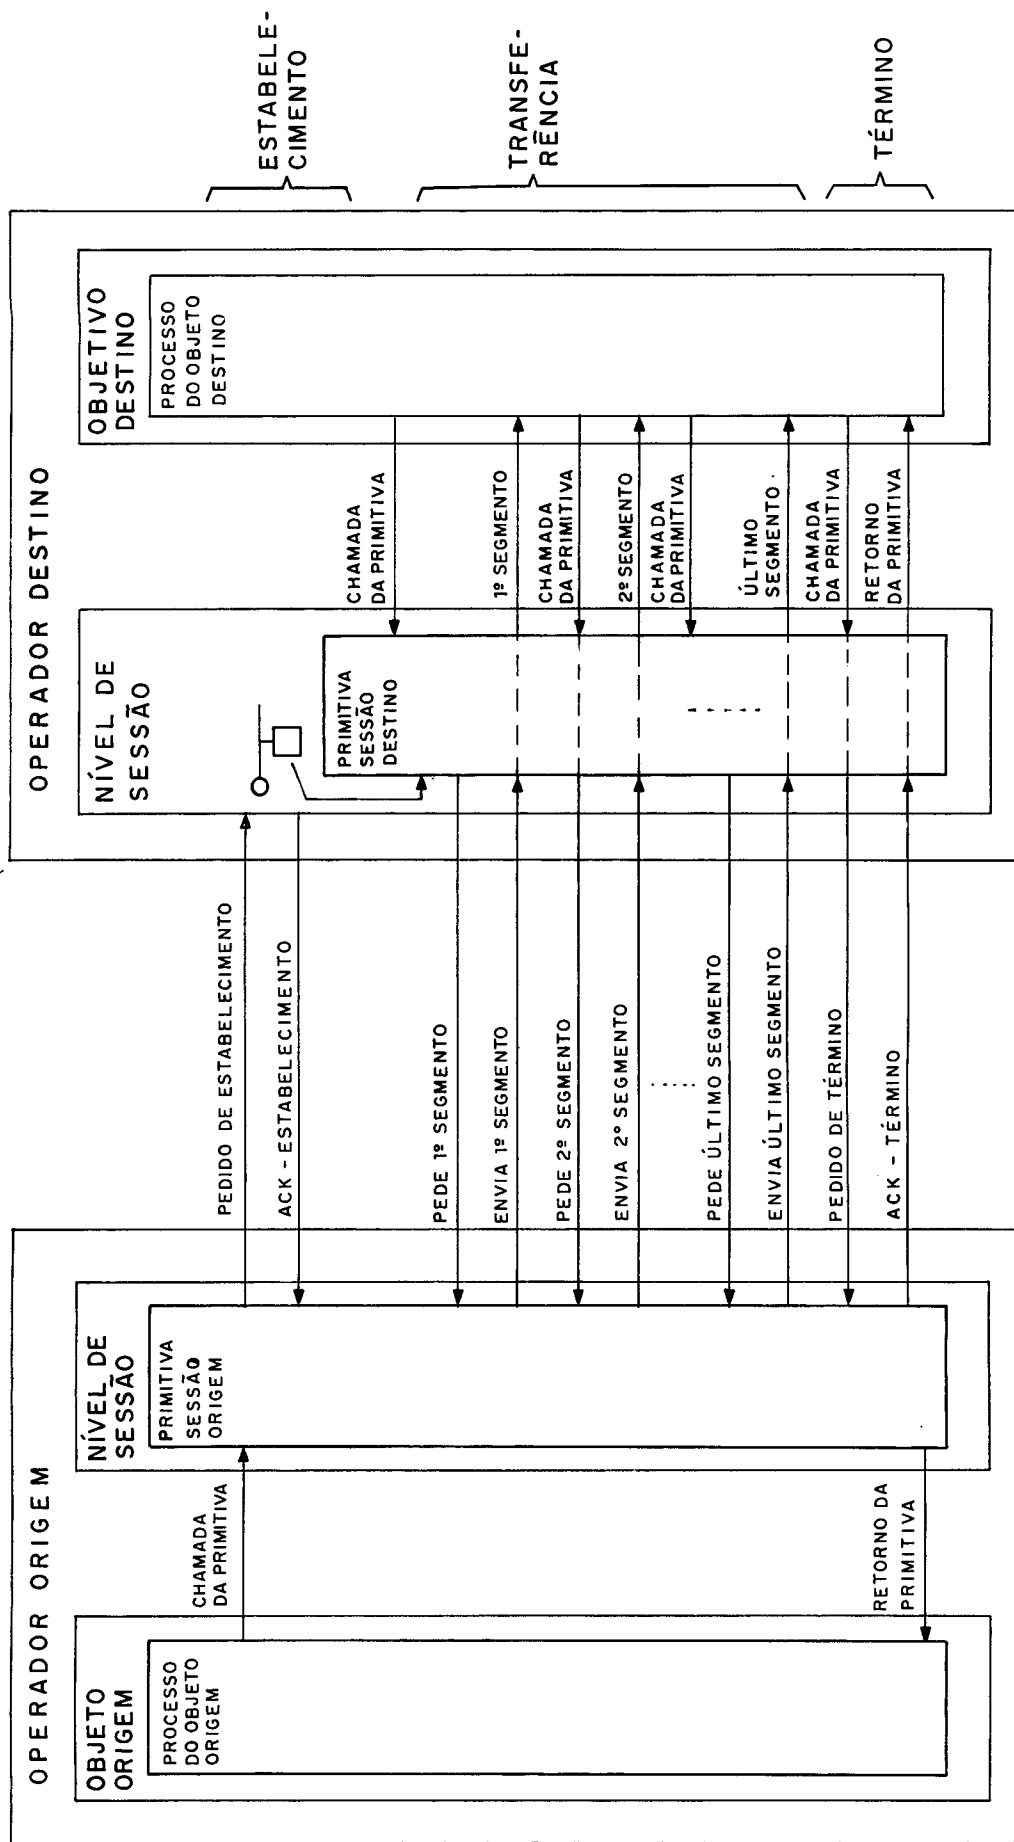 OPERADOR ORIGEM
OBJETO
ORIGEM
PROCESSO
DO OBJETO
ORIGEM
CHAMADA
DA PRIMITIVA
RETORNO DA
PRIMITIVA
NÍVEL DE
SESSÃO
PRIMITIVA
SESSÃO
ORIGEM
PEDIDO DE ESTABELECIMENTO
ACK - ESTABELECIMENTO
PEDE 1º SEGMENTO
ENVIA 1º SEGMENTO
PEDE 2º SEGMENTO
ENVIA 2º SEGMENTO
......
PEDE ÚLTIMO SEGMENTO
ENVIA ÚLTIMO SEGMENTO
PEDIDO DE TÉRMINO
ACK - TÉRMINO
OPERADOR DESTINO
NÍVEL DE
SESSÃO
PRIMITIVA
SESSÃO
DESTINO
.....
CHAMADA
DA PRIMITIVA
1º SEGMENTO
CHAMADA
DA PRIMITIVA
2º SEGMENTO
CHAMADA
DA PRIMITIVA
ÚLTIMO
SEGMENTO
CHAMADA
DA PRIMITIVA
RETORNO
DA PRIMITIVA
OBJETIVO
DESTINO
PROCESSO
DO OBJETO
DESTINO
ESTABELE-
CIMENTO
TRANSFE-
RÊNCIA
TÉRMINO